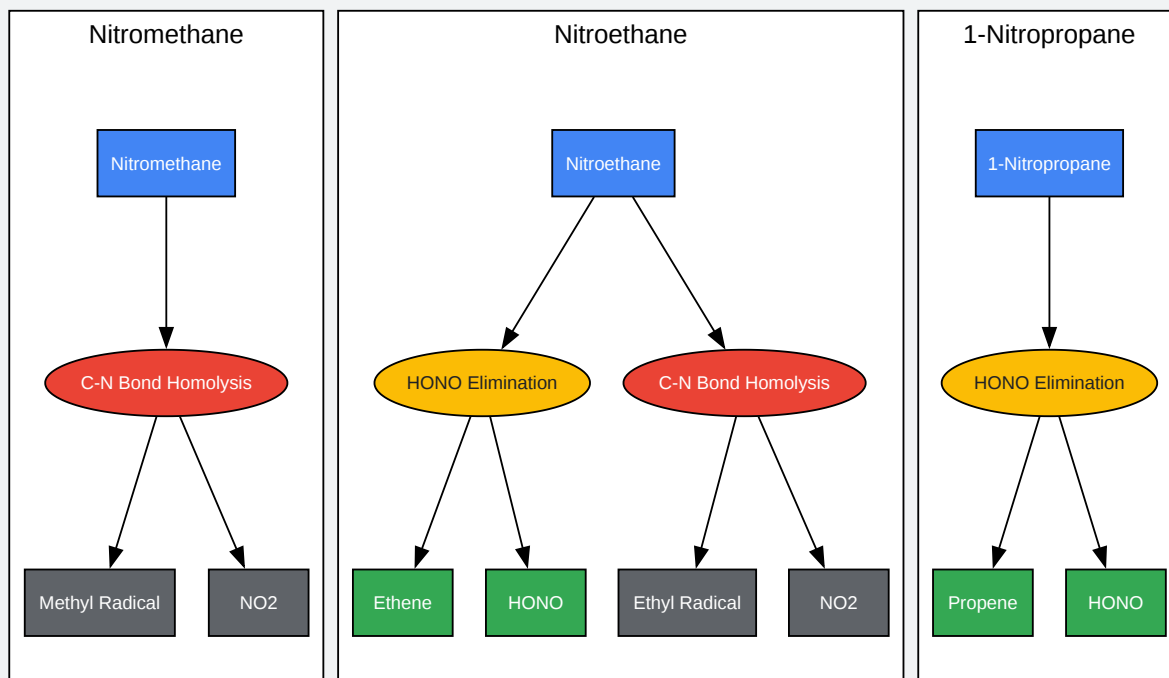 Nitromethane
Nitroethane
1-Nitropropane
Nitromethane
Nitroethane
1-Nitropropane
C-N Bond Homolysis
HONO Elimination
C-N Bond Homolysis
HONO Elimination
Methyl Radical
NO2
Ethene
HONO
Ethyl Radical
NO2
Propene
HONO